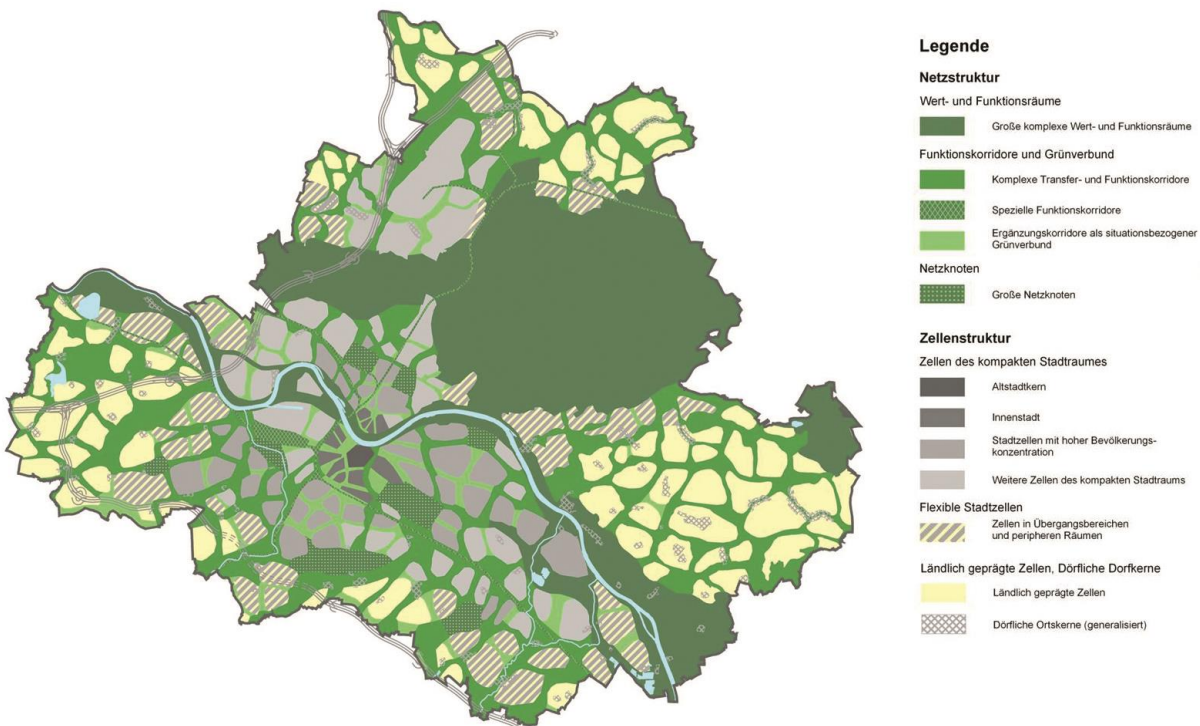 Legende
Netzstruktur
Wert- und Funktionsräume
Große komplexe Wert- und Funktionsräume
Funktionskorridore und Grünverbund
Komplexe Transfer- und Funktionskorridore
Spezielle Funktionskorridore
Ergänzungskorridore als situationsbezogener
Grünverbund
Netzknoten
Große Netzknoten
Zellenstruktur
Zellen des kompakten Stadtraumes
Altstadtkern
Innenstadt
Stadtzellen mit hoher Bevölkerungs-
konzentration
Weitere Zellen des kompakten Stadtraums
Flexible Stadtzellen
Zellen in Übergangsbereichen
und peripheren Räumen
Ländlich geprägte Zellen, Dörfliche Dorfkerne
Ländlich geprägte Zellen
Dörfliche Ortskerne (generalisiert)